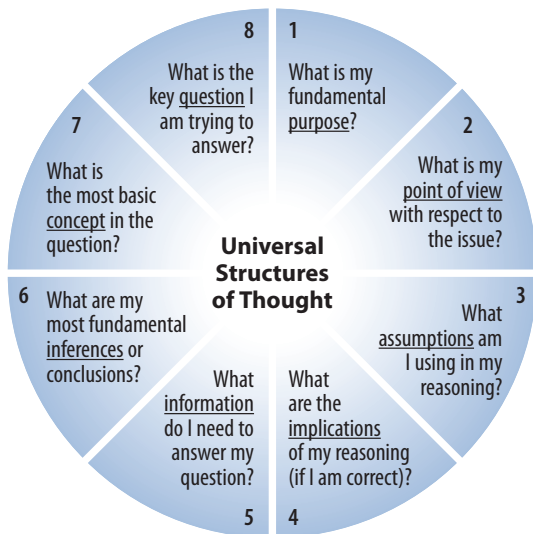 Universal
Structures
of Thought
1
What is my
fundamental
purpose?
2
What is my
point of view
with respect to
the issue?
3
What
assumptions am
I using in my
reasoning?
4
What
are the
implications
of my reasoning
(if I am correct)?
5
What
information
do I need to
answer my
question?
6
What are my
most fundamental
inferences or
conclusions?
7
What is
the most basic
concept in the
question?
8
What is the
key question I
am trying to
answer?